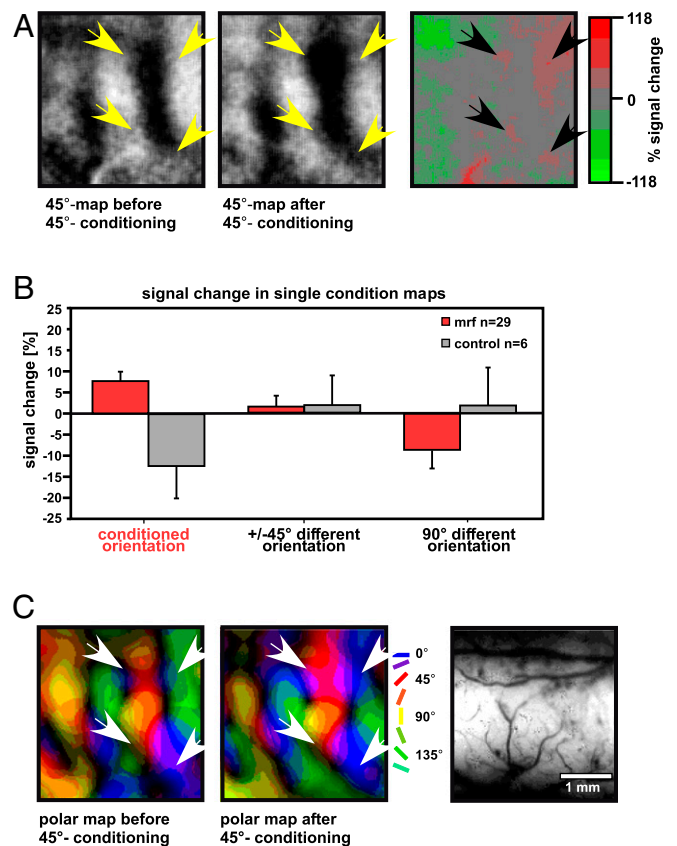 A
118
0
-118
% signal change
45°-map before
45°- conditioning
45°-map after
45°- conditioning
B
signal change in single condition maps
signal change [%]
25
20
15
10
5
0
-5
-10
-15
-20
-25
mrf n=29
control n=6
conditioned
orientation
+/-45° different
orientation
90° different
orientation
C
0°
45°
90°
135°
1 mm
polar map before
45°- conditioning
polar map after
45°- conditioning